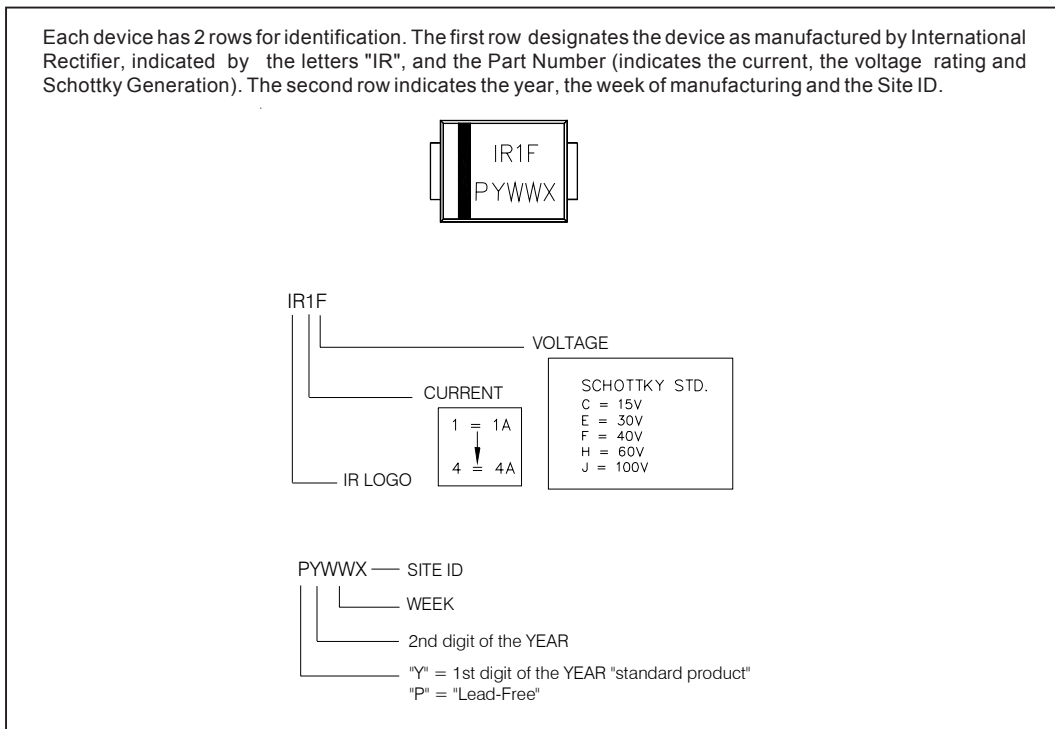 Each device has 2 rows for identification. The first row designates the device as manufactured by International
Rectifier, indicated by the letters "IR", and the Part Number (indicates the current, the voltage rating and
Schottky Generation). The second row indicates the year, the week of manufacturing and the Site ID.
IR1F
PYWWX
IR1F
VOLTAGE
SCHOTTKY STD.
C = 15V
E = 30V
F = 40V
H = 60V
J = 100V
CURRENT
1 = 1A
4 = 4A
IR LOGO
PYWWX
SITE ID
WEEK
2nd digit of the YEAR
"Y" = 1st digit of the YEAR "standard product"
"P" = "Lead-Free"